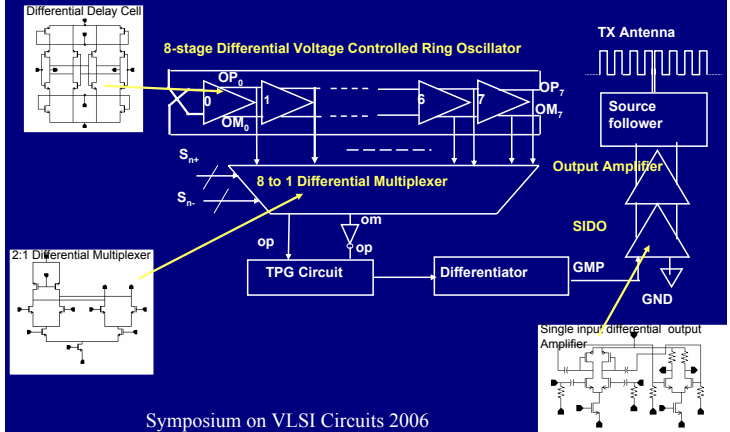 Differential Delay Cell
8-stage Differential Voltage Controlled Ring Oscillator
TX Antenna
OP0
OP7
0
1
6
7
OM0
OM7
Source
follower
Sn+
Sn-
8 to 1 Differential Multiplexer
Output Amplifier
SIDO
om
op
op
2:1 Differential Multiplexer
TPG Circuit
Differentiator
GMP
GND
Single input differential output
Amplifier
Symposium on VLSI Circuits 2006